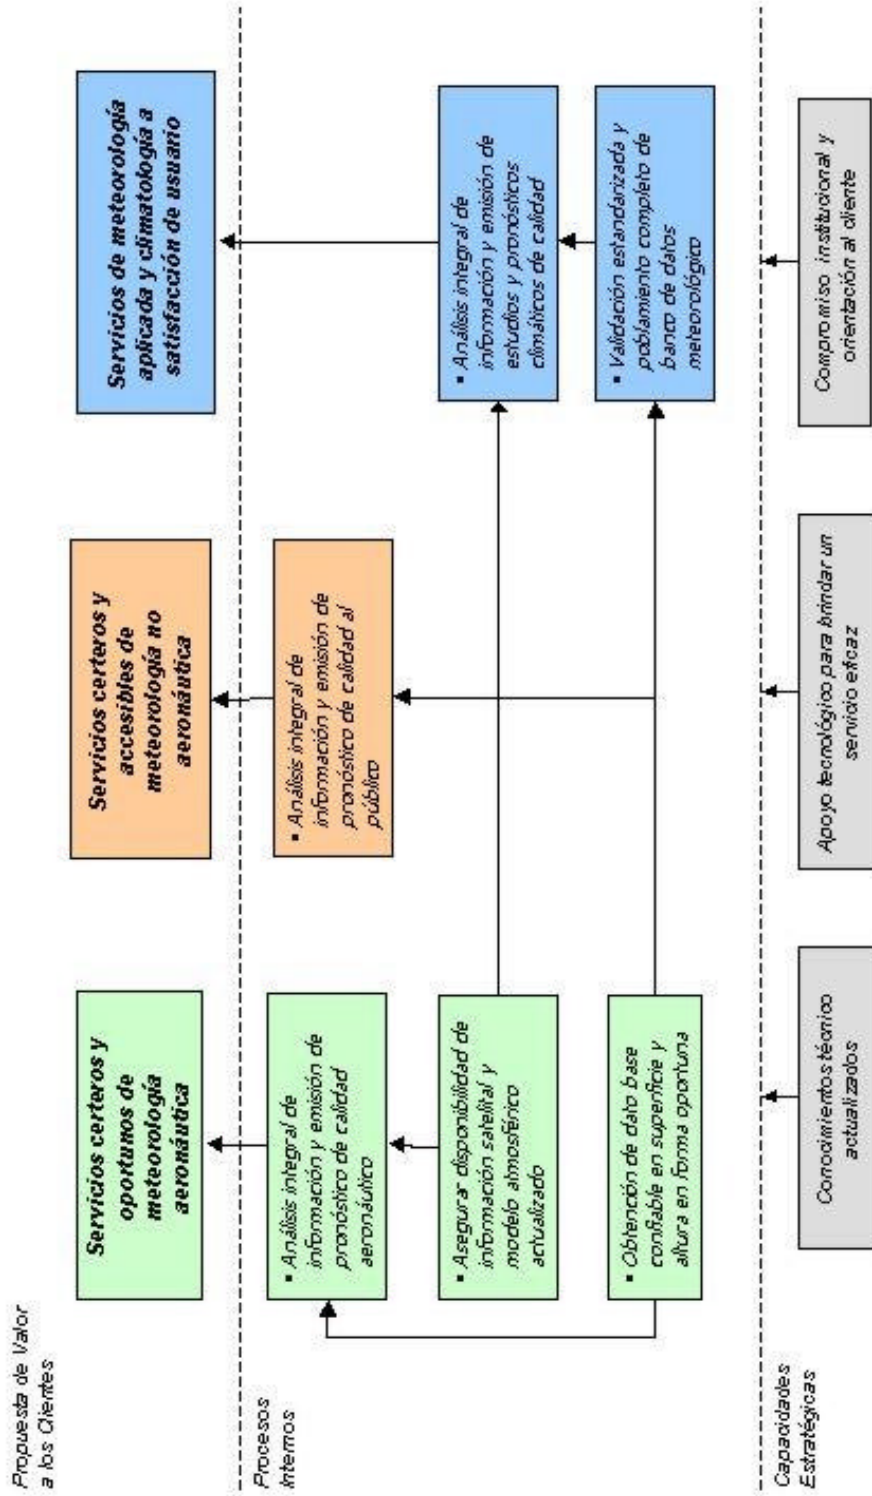 Propuesta de Valor
a los Clientes
Servicios certeros y
oportunos de
meteorología
aeronáutica
Servicios certeros y
accesibles de
meteorología no
aeronáutica
Servicios de meteorología
aplicada y climatología a
satisfacción de usuario
Procesos
Internos
▪ Análisis integral de
información y emisión de
pronóstico de calidad
aeronáutico
▪ Análisis integral de
información y emisión de
pronóstico de calidad al
público
▪ Asegurar disponibilidad de
información satelital y
modelo atmosférico
actualizado
▪ Análisis integral de
información y emisión de
estudios y pronósticos
climáticos de calidad
▪ Obtención de dato base
confiable en superficie y
altura en forma oportuna
▪ Validación estandarizada y
poblamiento completo de
banco de datos
meteorológico
Capacidades
Estratégicas
Conodimientos técnico
actualizados
Apoyo tecnológico para brindar un
servicio eficaz
Compromiso institucional y
orientación al cliente